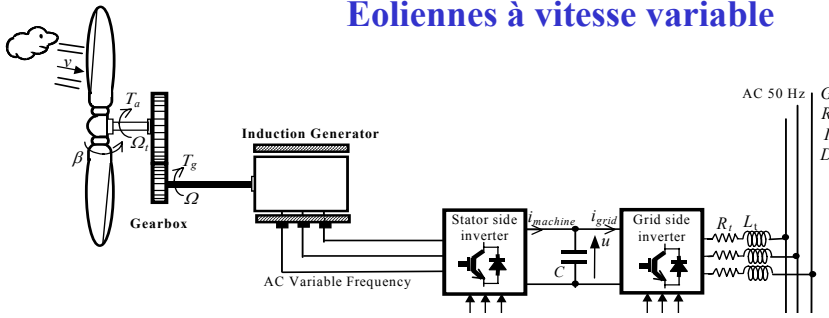 Eoliennes à vitesse variable
v
T_a
Ω_t
β
T_g
Ω
Gearbox
Induction Generator
AC Variable Frequency
Stator side
inverter
i_machine
i_grid
u
C
Grid side
inverter
R_t
L_t
AC 50 Hz
G
R
I
D